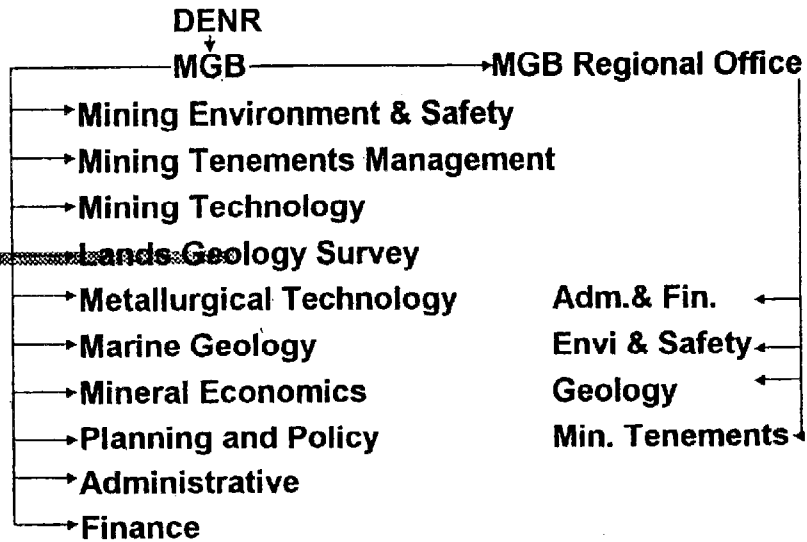 DENR
MGB MGB Regional Office
Mining Environment & Safety
Mining Tenements Management
Mining Technology
Lands Geology Survey
Metallurgical Technology Adm.& Fin.
Marine Geology Envi & Safety
Mineral Economics Geology
Planning and Policy Min. Tenements
Administrative
Finance